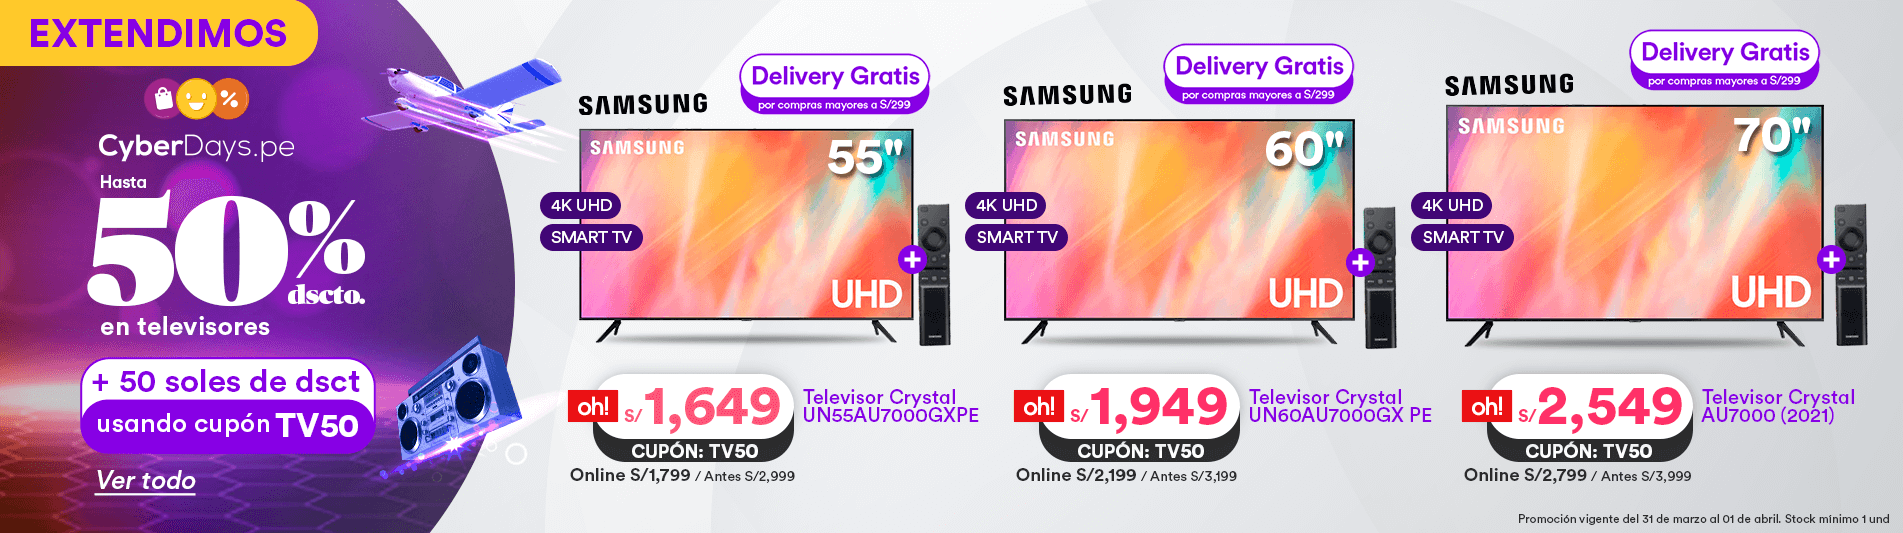 EXTENDIMOS
CyberDays.pe
Hasta
50%
dscto.
en televisores
+ 50 soles de dsct
usando cupón TV50
Ver todo
SAMSUNG
Delivery Gratis
por compras mayores a S/299
SAMSUNG
55"
4K UHD
SMART TV
UHD
oh! S/1,649
CUPÓN: TV50
Televisor Crystal
UN55AU7000GXPE
Online S/1,799 / Antes S/2,999
SAMSUNG
Delivery Gratis
por compras mayores a S/299
SAMSUNG
60"
4K UHD
SMART TV
UHD
oh! S/1,949
CUPÓN: TV50
Televisor Crystal
UN60AU7000GX PE
Online S/2,199 / Antes S/3,199
SAMSUNG
Delivery Gratis
por compras mayores a S/299
SAMSUNG
70"
4K UHD
SMART TV
UHD
oh! S/2,549
CUPÓN: TV50
Televisor Crystal
AU7000 (2021)
Online S/2,799 / Antes S/3,999
Promoción vigente del 31 de marzo al 01 de abril. Stock mínimo 1 und